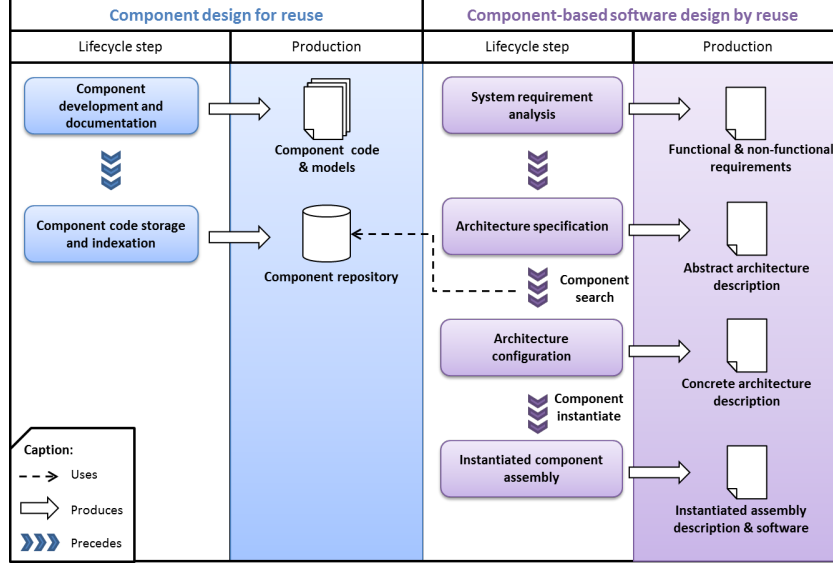 Component design for reuse
Component-based software design by reuse
Lifecycle step
Production
Lifecycle step
Production
Component
development and
documentation
Component code
& models
Component code storage
and indexation
Component repository
System requirement
analysis
Functional & non-functional
requirements
Architecture specification
Abstract architecture
description
Component
search
Architecture
configuration
Concrete architecture
description
Component
instantiate
Instantiated component
assembly
Instantiated assembly
description & software
Caption:
Uses
Produces
Precedes